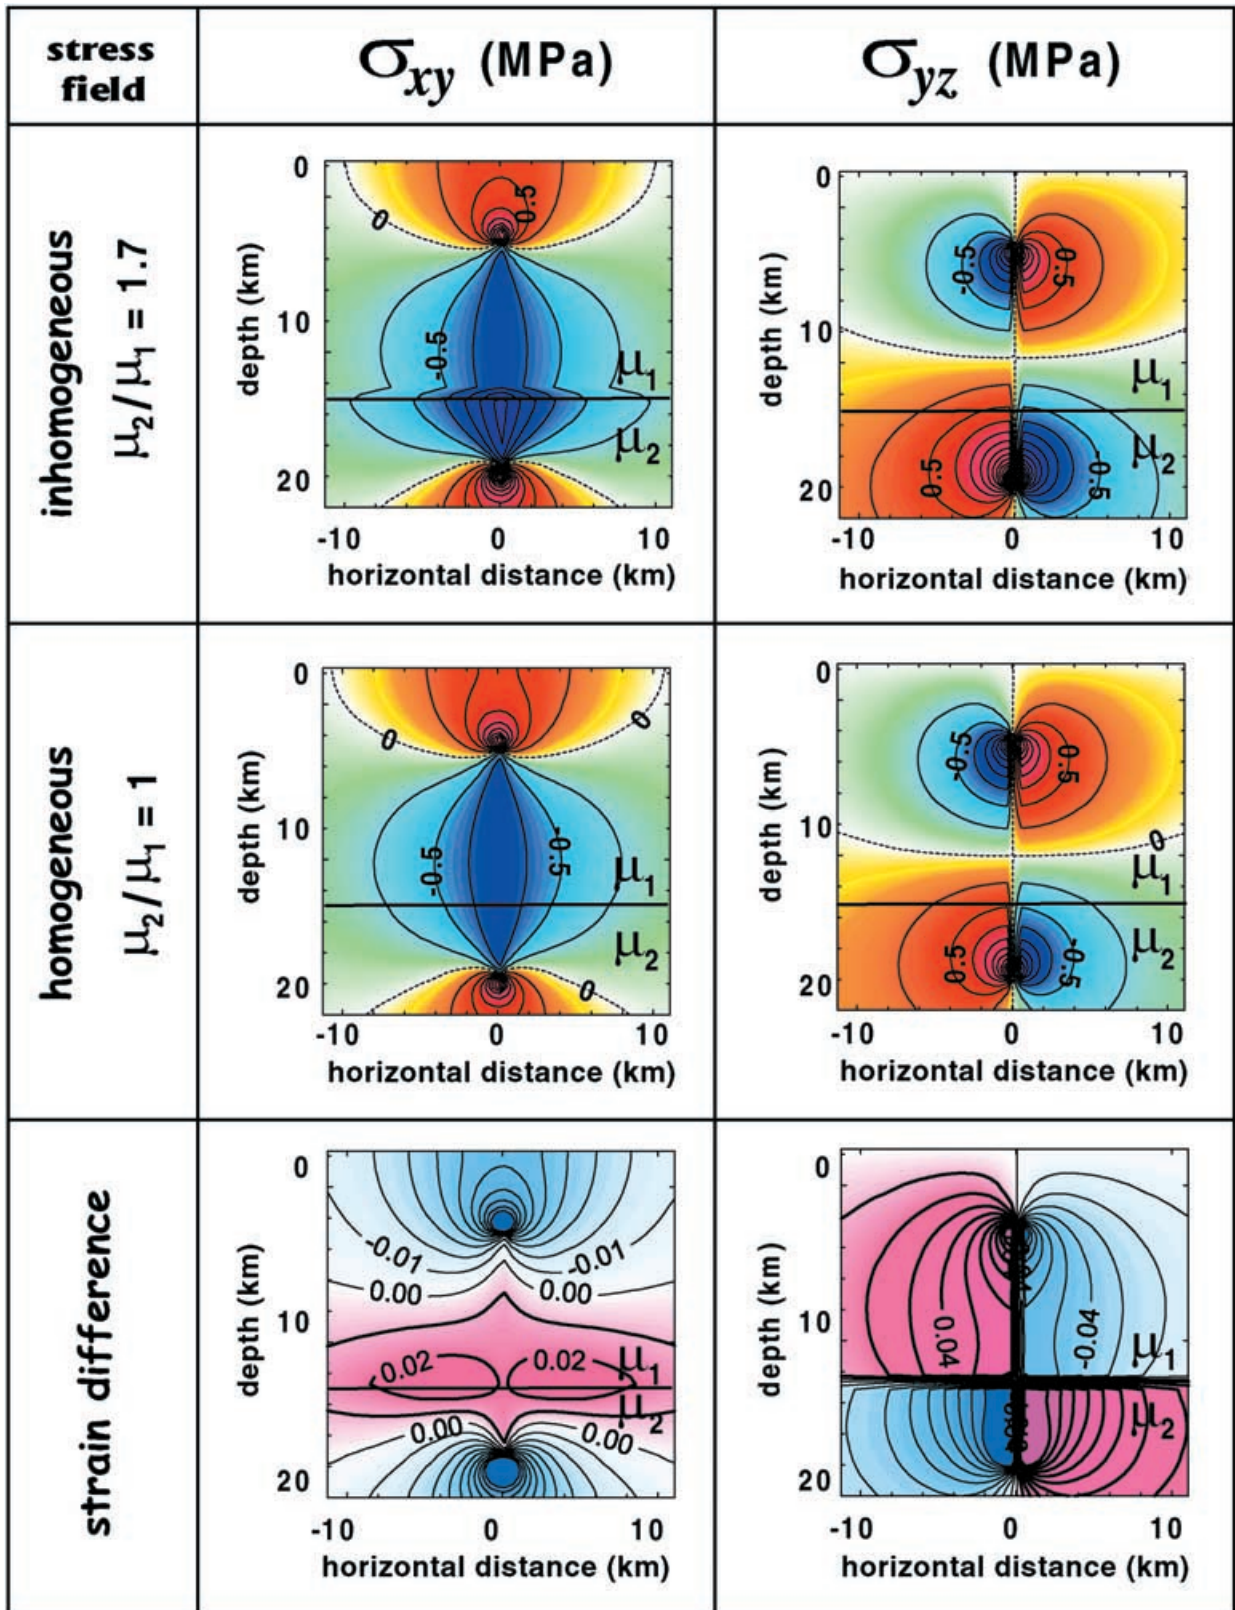 stress
field
σxy (MPa)
σyz (MPa)
inhomogeneous
μ2/μ1 = 1.7
0
10
20
depth (km)
0
0.5
-0.5
μ1
μ2
-10 0 10
horizontal distance (km)
0
10
20
depth (km)
-0.5
0.5
μ1
μ2
0.5
-0.5
-10 0 10
horizontal distance (km)
homogeneous
μ2/μ1 = 1
0
10
20
depth (km)
0
0
-0.5
-0.5
μ1
μ2
0
-10 0 10
horizontal distance (km)
0
10
20
depth (km)
-0.5
0.5
0
μ1
μ2
0.5
-0.5
-10 0 10
horizontal distance (km)
strain difference
0
10
20
depth (km)
-0.01 -0.01
0.00 0.00
0.02 0.02
μ1
μ2
0.00 0.00
-10 0 10
horizontal distance (km)
0
10
20
depth (km)
0.04 -0.04
μ1
μ2
-10 0 10
horizontal distance (km)